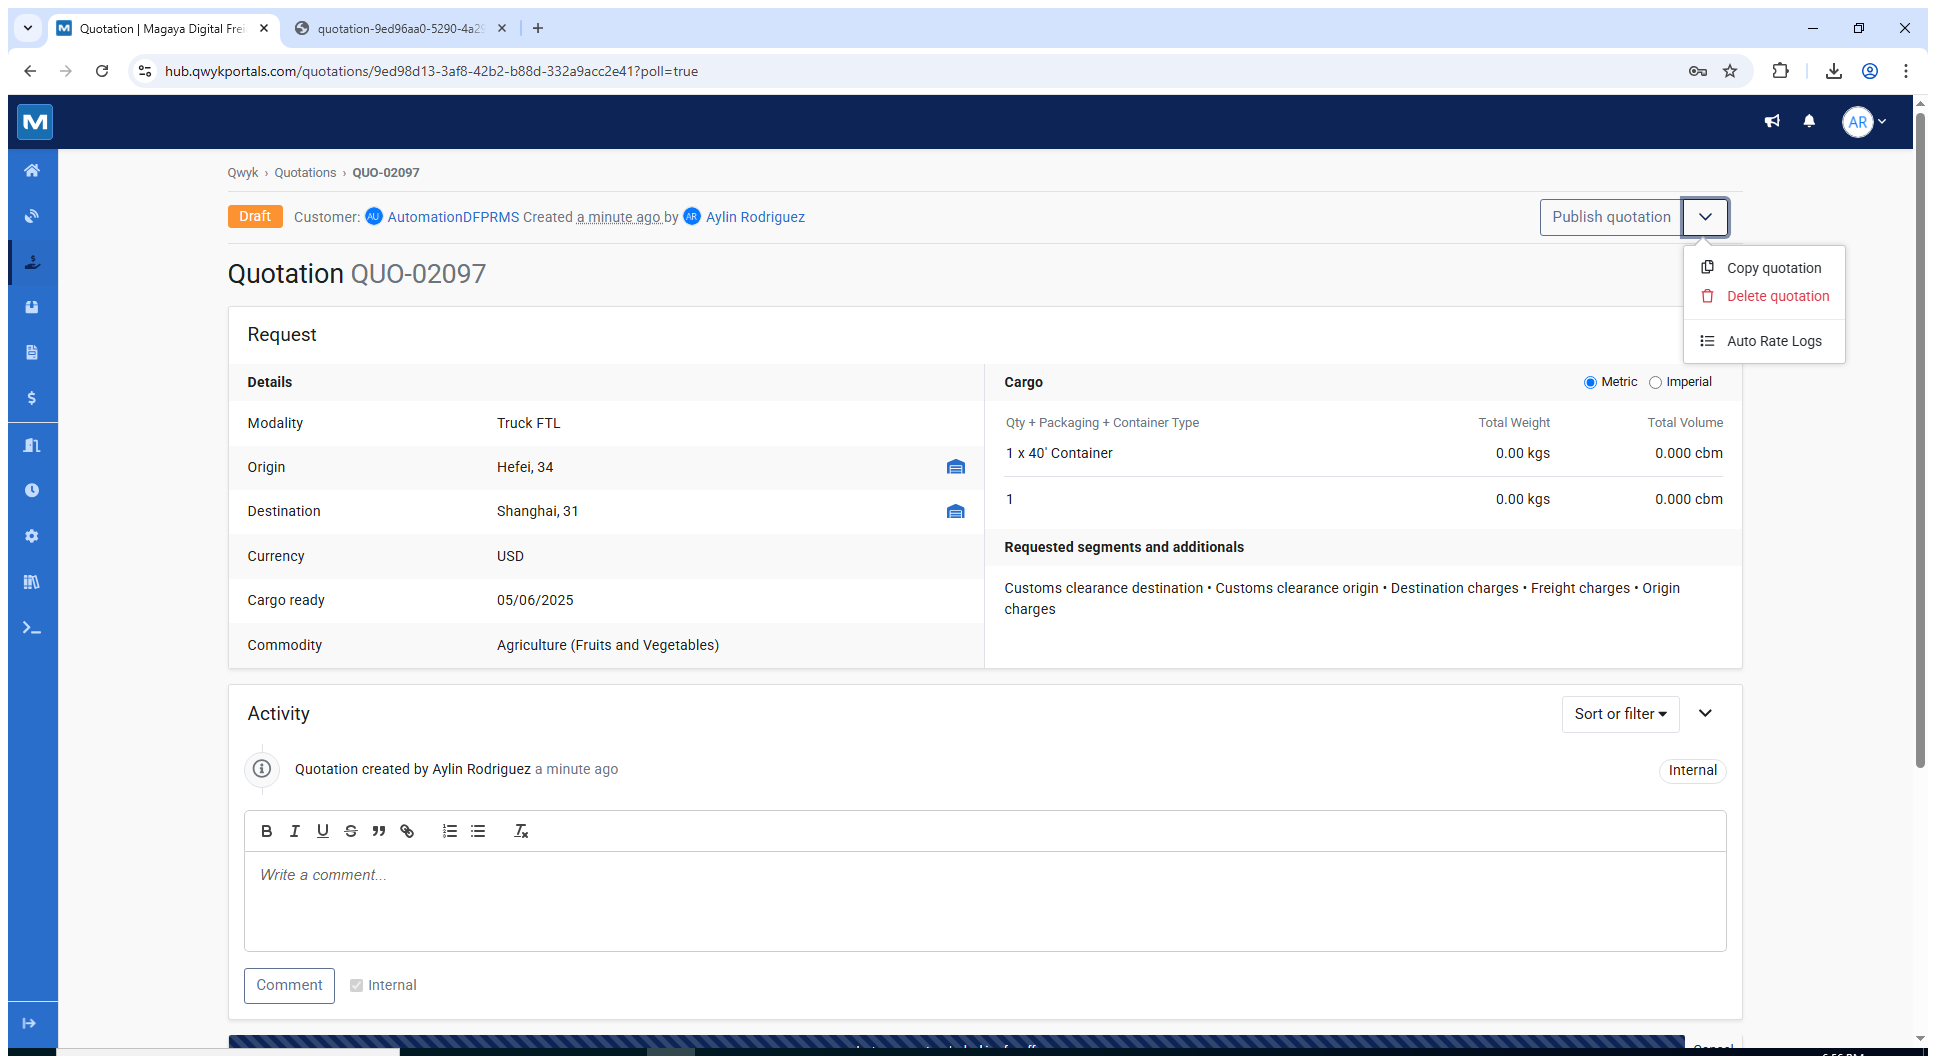 Quotation | Magaya Digital Frei
quotation-9ed96aa0-5290-4a29
hub.qwykportals.com/quotations/9ed98d13-3af8-42b2-b88d-332a9acc2e41?poll=true
AR
Qwyk › Quotations › QUO-02097
Draft Customer: AU AutomationDFPRMS Created a minute ago by AR Aylin Rodriguez
Publish quotation
Copy quotation
Delete quotation
Auto Rate Logs
Quotation QUO-02097
Request
Details
Modality Truck FTL
Origin Hefei, 34
Destination Shanghai, 31
Currency USD
Cargo ready 05/06/2025
Commodity Agriculture (Fruits and Vegetables)
Cargo Metric Imperial
Qty + Packaging + Container Type Total Weight Total Volume
1 x 40' Container 0.00 kgs 0.000 cbm
1 0.00 kgs 0.000 cbm
Requested segments and additionals
Customs clearance destination • Customs clearance origin • Destination charges • Freight charges • Origin
charges
Activity Sort or filter
Quotation created by Aylin Rodriguez a minute ago Internal
B I U S
Write a comment...
Comment Internal